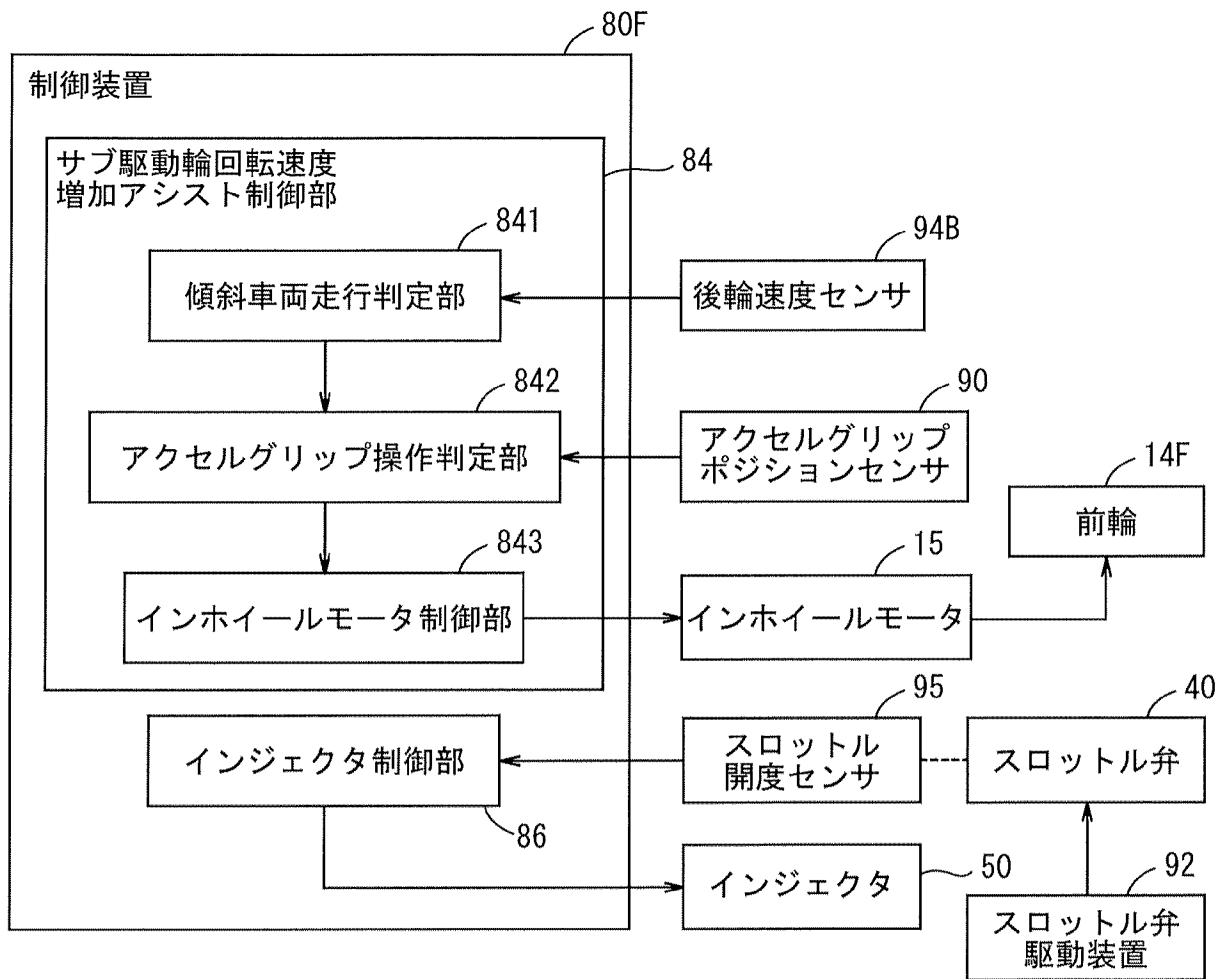 80F
制御装置
サブ駆動輪回転速度
増加アシスト制御部
84
841
傾斜車両走行判定部
94B
後輪速度センサ
842
アクセルグリップ操作判定部
90
アクセルグリップ
ポジションセンサ
14F
前輪
843
インホイールモータ制御部
15
インホイールモータ
インジェクタ制御部
86
95
スロットル
開度センサ
40
スロットル弁
インジェクタ
50
92
スロットル弁
駆動装置